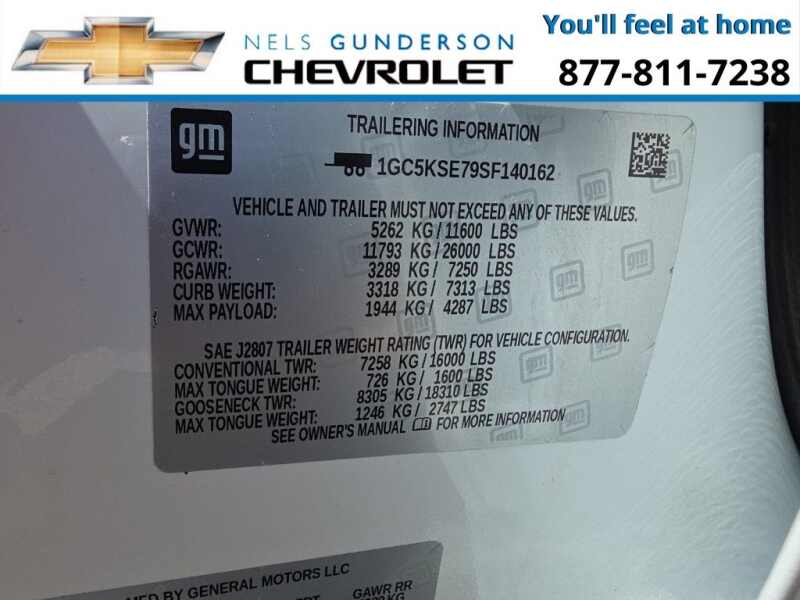 NELS GUNDERSON
CHEVROLET
You'll feel at home
877-811-7238
gm
TRAILERING INFORMATION
1GC5KSE79SF140162
VEHICLE AND TRAILER MUST NOT EXCEED ANY OF THESE VALUES.
GVWR: 5262 KG/11600 LBS
GCWR: 11793 KG/26000 LBS
RGAWR: 3289 KG/ 7250 LBS
CURB WEIGHT: 3318 KG/ 7313 LBS
MAX PAYLOAD: 1944 KG/ 4287 LBS
SAE J2807 TRAILER WEIGHT RATING (TWR) FOR VEHICLE CONFIGURATION.
CONVENTIONAL TWR: 7258 KG/16000 LBS
MAX TONGUE WEIGHT: 726 KG/ 1600 LBS
GOOSENECK TWR: 8305 KG/18310 LBS
MAX TONGUE WEIGHT: 1246 KG/ 2747 LBS
SEE OWNER'S MANUAL FOR MORE INFORMATION
BY GENERAL MOTORS LLC
GAWR RR
KG